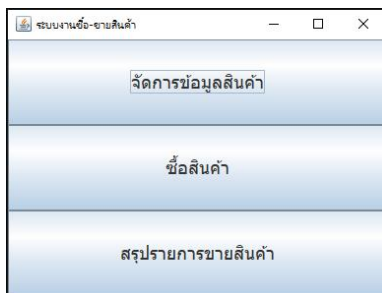 ระบบงานซื้อ-ขายสินค้า
จัดการข้อมูลสินค้า
ซื้อสินค้า
สรุปรายการขายสินค้า